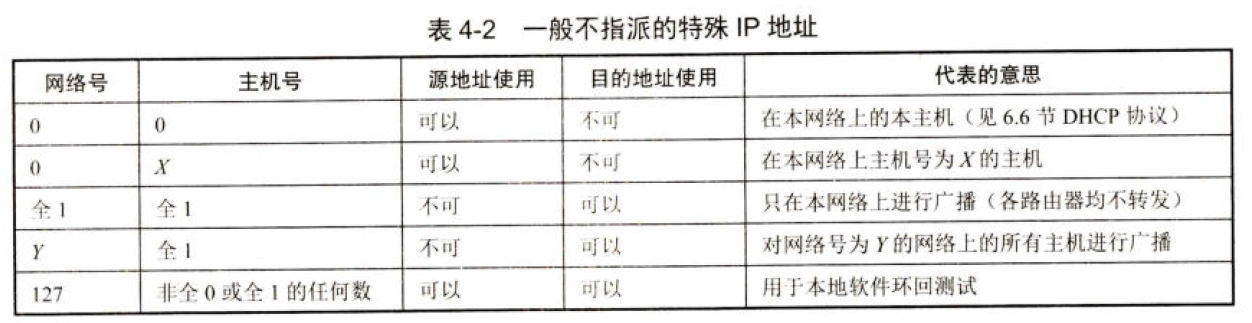 表 4-2 一般不指派的特殊 IP 地址
网络号 主机号 源地址使用 目的地址使用 代表的意思
0 0 可以 不可 在本网络上的本主机（见 6.6 节 DHCP 协议）
0 X 可以 不可 在本网络上主机号为 X 的主机
全 1 全 1 不可 可以 只在本网络上进行广播（各路由器均不转发）
Y 全 1 不可 可以 对网络号为 Y 的网络上的所有主机进行广播
127 非全 0 或全 1 的任何数 可以 可以 用于本地软件环回测试